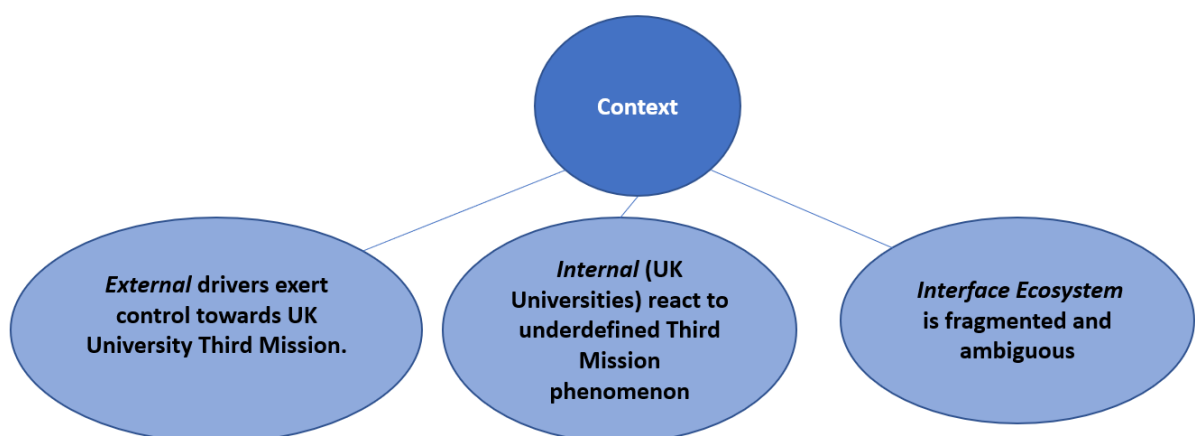 Context
External drivers exert
control towards UK
University Third Mission.
Internal (UK
Universities) react to
underdefined Third
Mission
phenomenon
Interface Ecosystem
is fragmented and
ambiguous